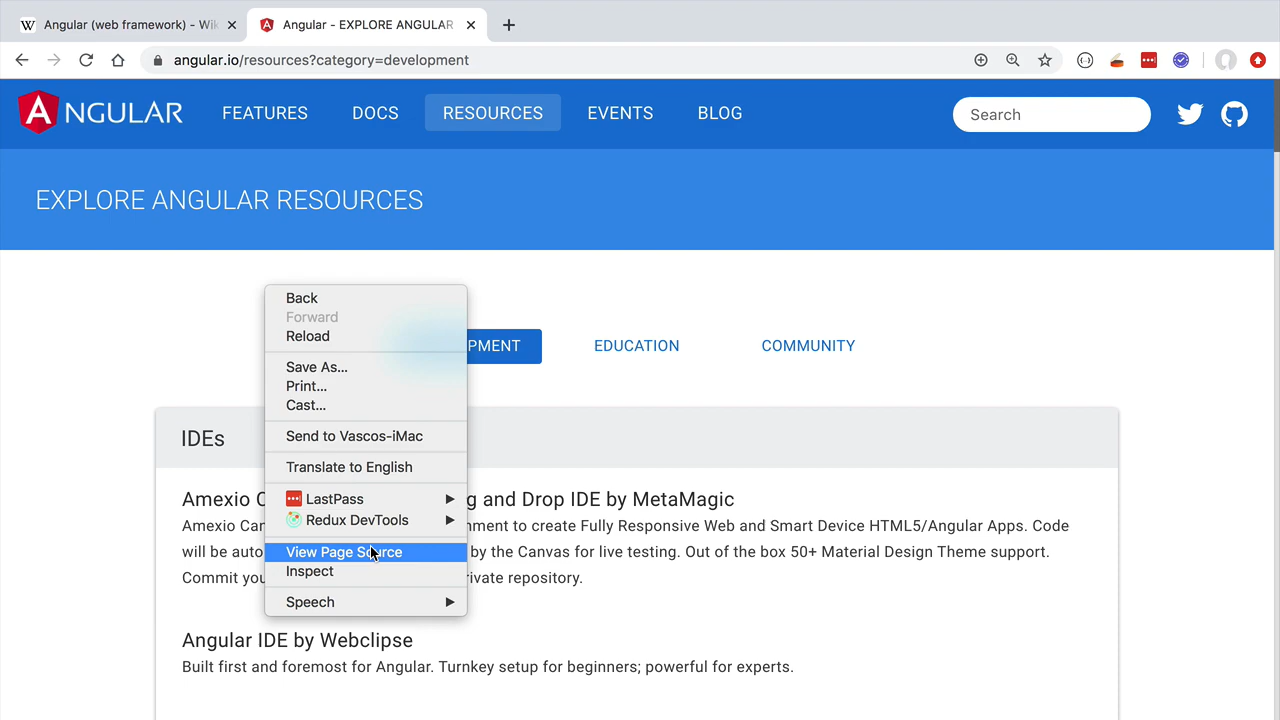 Angular (web framework) - Wik
Angular - EXPLORE ANGULAR
angular.io/resources?category=development
ANGULAR FEATURES DOCS RESOURCES EVENTS BLOG Search
EXPLORE ANGULAR RESOURCES
Back
Forward
Reload
PMENT EDUCATION COMMUNITY
Save As...
Print...
Cast...
Send to Vascos-iMac
IDEs
Translate to English
LastPass
Amexio C g and Drop IDE by MetaMagic
Redux DevTools
Amexio Can nment to create Fully Responsive Web and Smart Device HTML5/Angular Apps. Code
View Page Source
will be auto by the Canvas for live testing. Out of the box 50+ Material Design Theme support.
Inspect
Commit you rivate repository.
Speech
Angular IDE by Webclipse
Built first and foremost for Angular. Turnkey setup for beginners; powerful for experts.